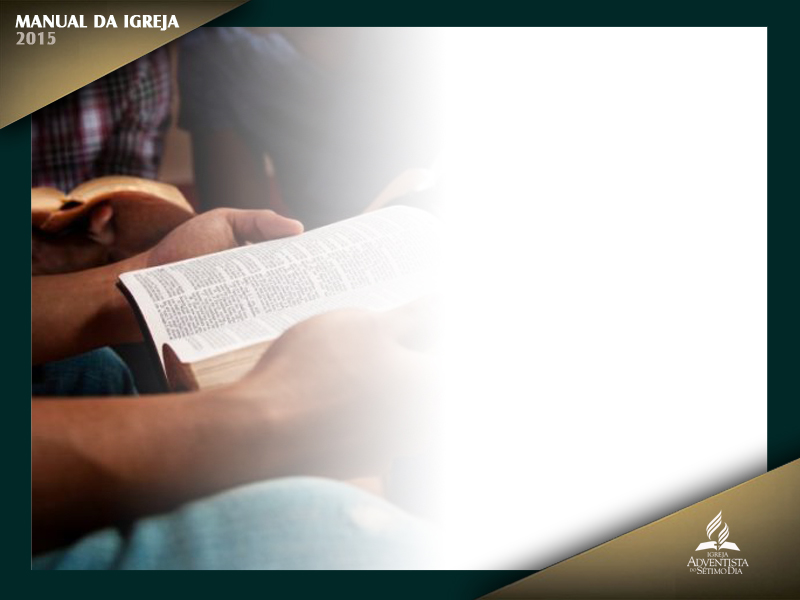 MANUAL DA IGREJA
2015
IGREJA
ADVENTISTA
DO SÉTIMO DIA